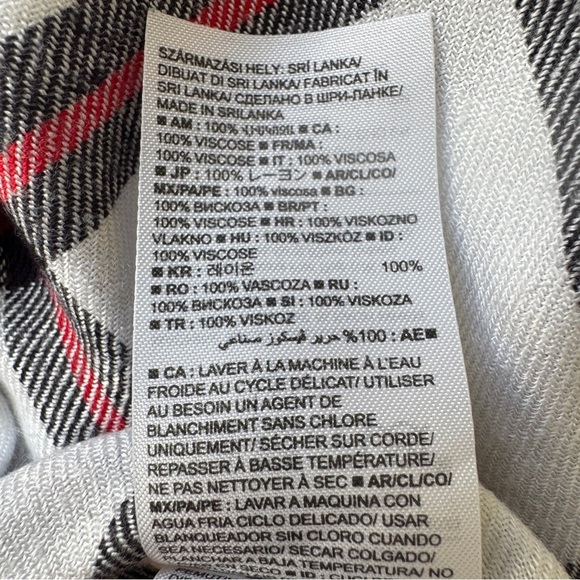 SZÁRMAZÁSI HELY: SRÍ LANKA/
DIBUAT DI SRI LANKA/ FABRICAT ÎN
SRI LANKA/ СДЕЛАНО В ШРИ-ЛАНКЕ/
MADE IN SRILANKA
■ AM : 100% ՎԻՍԿՈԶԱ ■ CA :
100% VISCOSE ■ FR/MA :
100% VISCOSE ■ IT : 100% VISCOSA
■ JP : 100% レーヨン ■ AR/CL/CO/
MX/PA/PE : 100% viscosa ■ BG :
100% ВИСКОЗА ■ BR/PT :
100% VISCOSE ■ HR : 100% VISKOZNO
VLAKNO ■ HU : 100% VISZKÓZ ■ ID :
100% VISCOSE
■ KR : 레이온 100%
■ RO : 100% VASCOZA ■ RU :
100% ВИСКОЗА ■ SI : 100% VISKOZA
■ TR : 100% VISKOZ
■AE :100% حرير فيسكوز صناعي
■ CA : LAVER À LA MACHINE À L'EAU
FROIDE AU CYCLE DÉLICAT/ UTILISER
AU BESOIN UN AGENT DE
BLANCHIMENT SANS CHLORE
UNIQUEMENT/ SÉCHER SUR CORDE/
REPASSER À BASSE TEMPÉRATURE/
NE PAS NETTOYER À SEC ■ AR/CL/CO/
MX/PA/PE : LAVAR A MAQUINA CON
AGUA FRIA CICLO DELICADO/ USAR
BLANQUEADOR SIN CLORO CUANDO
SEA NECESARIO/ SECAR COLGADO/
PLANCHAR A BAJA TEMPERATURA/ NO
SECO ■ ID :